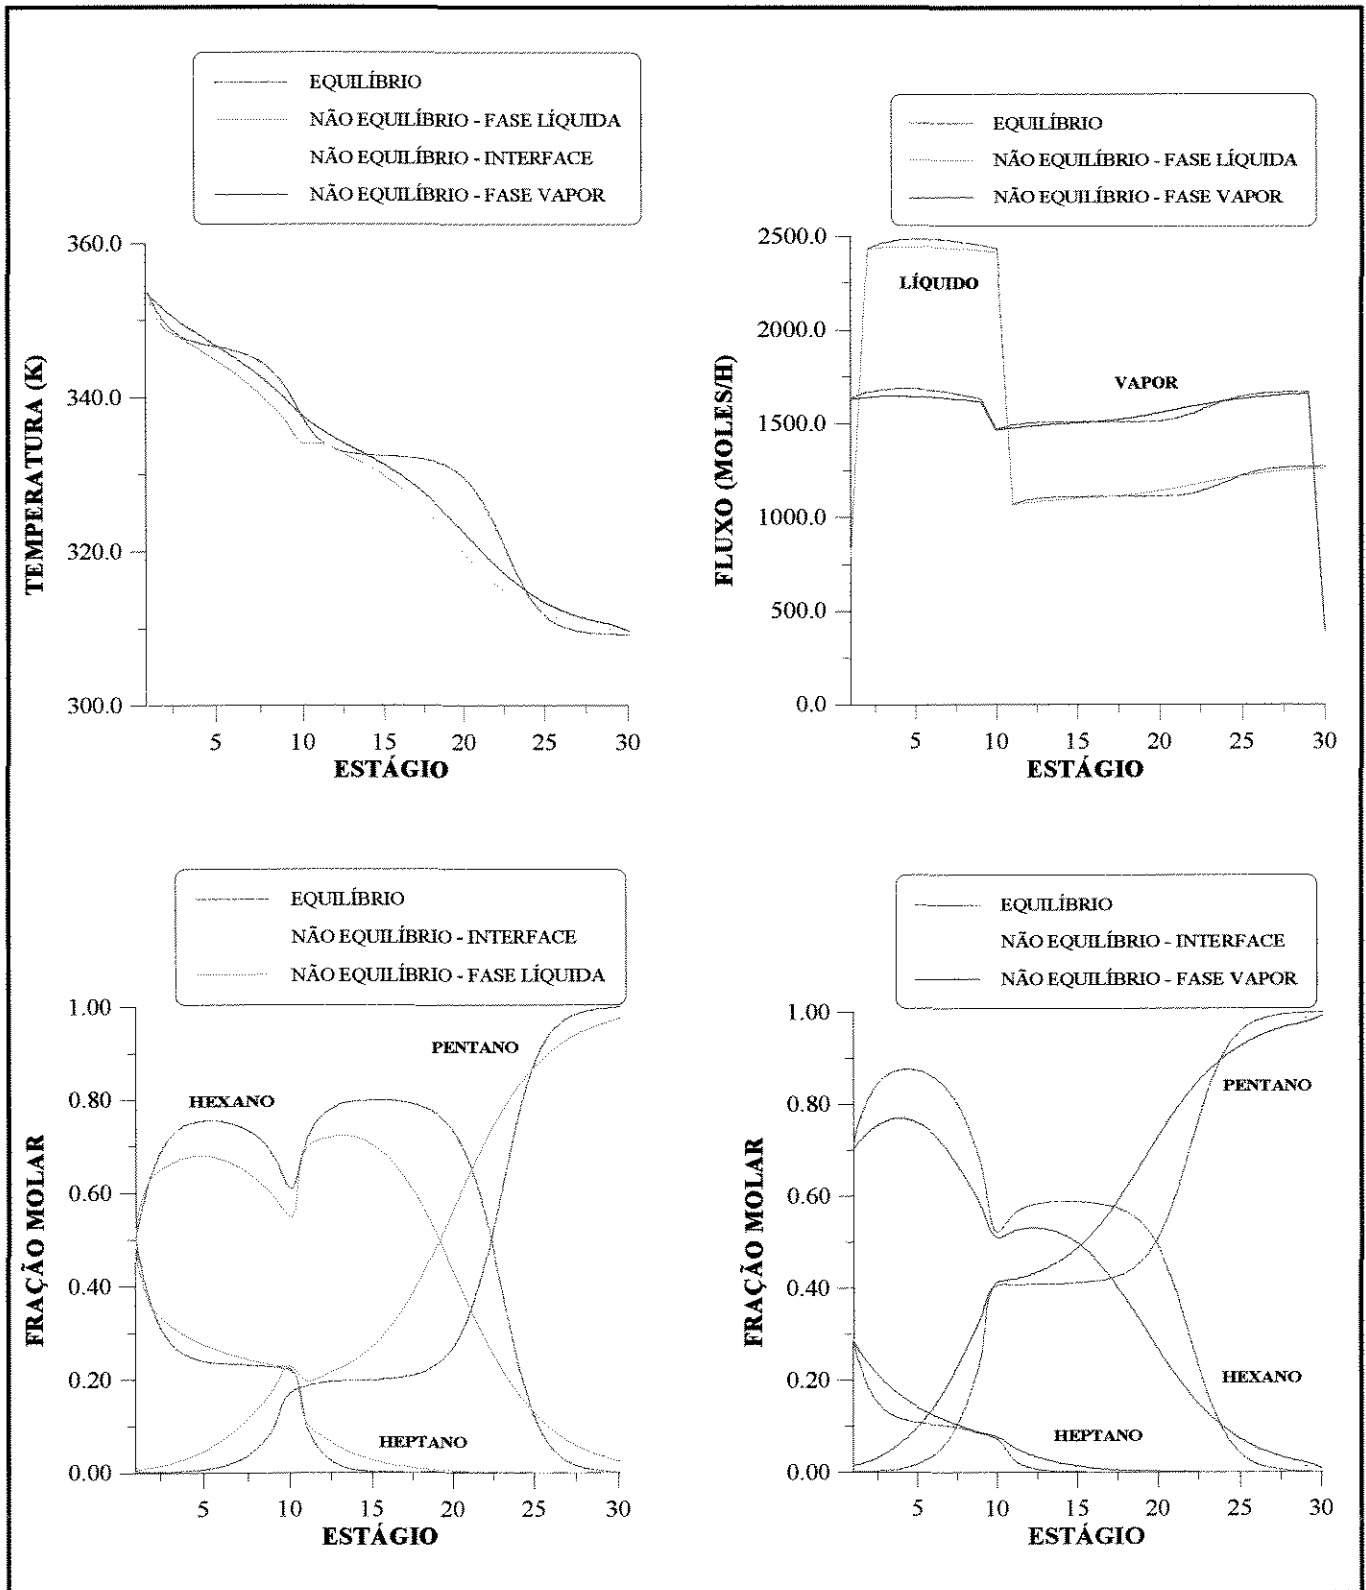 EQUILÍBRIO
NÃO EQUILÍBRIO - FASE LÍQUIDA
NÃO EQUILÍBRIO - INTERFACE
NÃO EQUILÍBRIO - FASE VAPOR
360.0
340.0
320.0
300.0
TEMPERATURA (K)
5 10 15 20 25 30
ESTÁGIO
EQUILÍBRIO
NÃO EQUILÍBRIO - FASE LÍQUIDA
NÃO EQUILÍBRIO - FASE VAPOR
2500.0
2000.0
1500.0
1000.0
500.0
0.0
FLUXO (MOLES/H)
LÍQUIDO
VAPOR
5 10 15 20 25 30
ESTÁGIO
EQUILÍBRIO
NÃO EQUILÍBRIO - INTERFACE
NÃO EQUILÍBRIO - FASE LÍQUIDA
1.00
0.80
0.60
0.40
0.20
0.00
FRAÇÃO MOLAR
PENTANO
HEXANO
HEPTANO
5 10 15 20 25 30
ESTÁGIO
EQUILÍBRIO
NÃO EQUILÍBRIO - INTERFACE
NÃO EQUILÍBRIO - FASE VAPOR
1.00
0.80
0.60
0.40
0.20
0.00
FRAÇÃO MOLAR
PENTANO
HEXANO
HEPTANO
5 10 15 20 25 30
ESTÁGIO